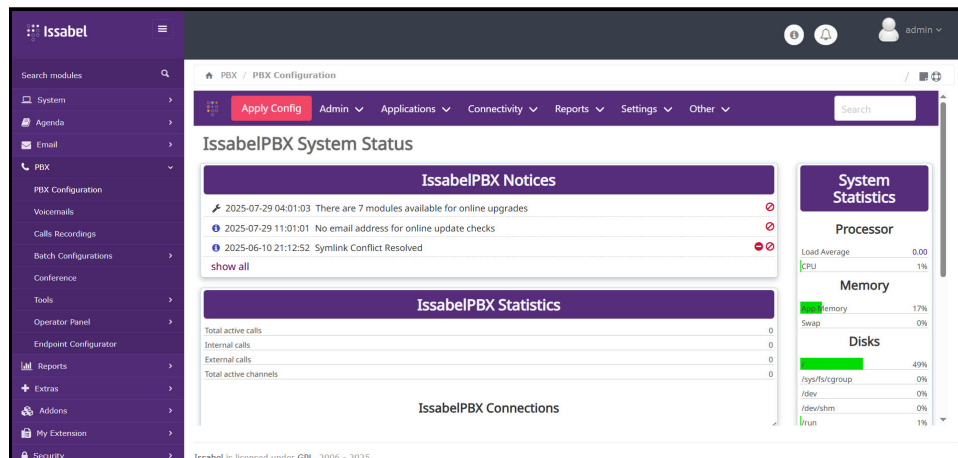 Issabel
admin
Search modules
System
Agenda
Email
PBX
PBX Configuration
Voicemails
Calls Recordings
Batch Configurations
Conference
Tools
Operator Panel
Endpoint Configurator
Reports
Extras
Addons
My Extension
Security
PBX / PBX Configuration /
Apply Config Admin Applications Connectivity Reports Settings Other Search
IssabelPBX System Status
IssabelPBX Notices
2025-07-29 04:01:03 There are 7 modules available for online upgrades
2025-07-29 11:01:01 No email address for online update checks
2025-06-10 21:12:52 Symlink Conflict Resolved
show all
IssabelPBX Statistics
Total active calls 0
Internal calls 0
External calls 0
Total active channels 0
IssabelPBX Connections
System
Statistics
Processor
Load Average 0.00
CPU 1%
Memory
App Memory 17%
Swap 0%
Disks
/ 49%
/sys/fs/cgroup 0%
/dev 0%
/dev/shm 0%
/run 1%
Issabel is licensed under GPL. 2006 - 2025.